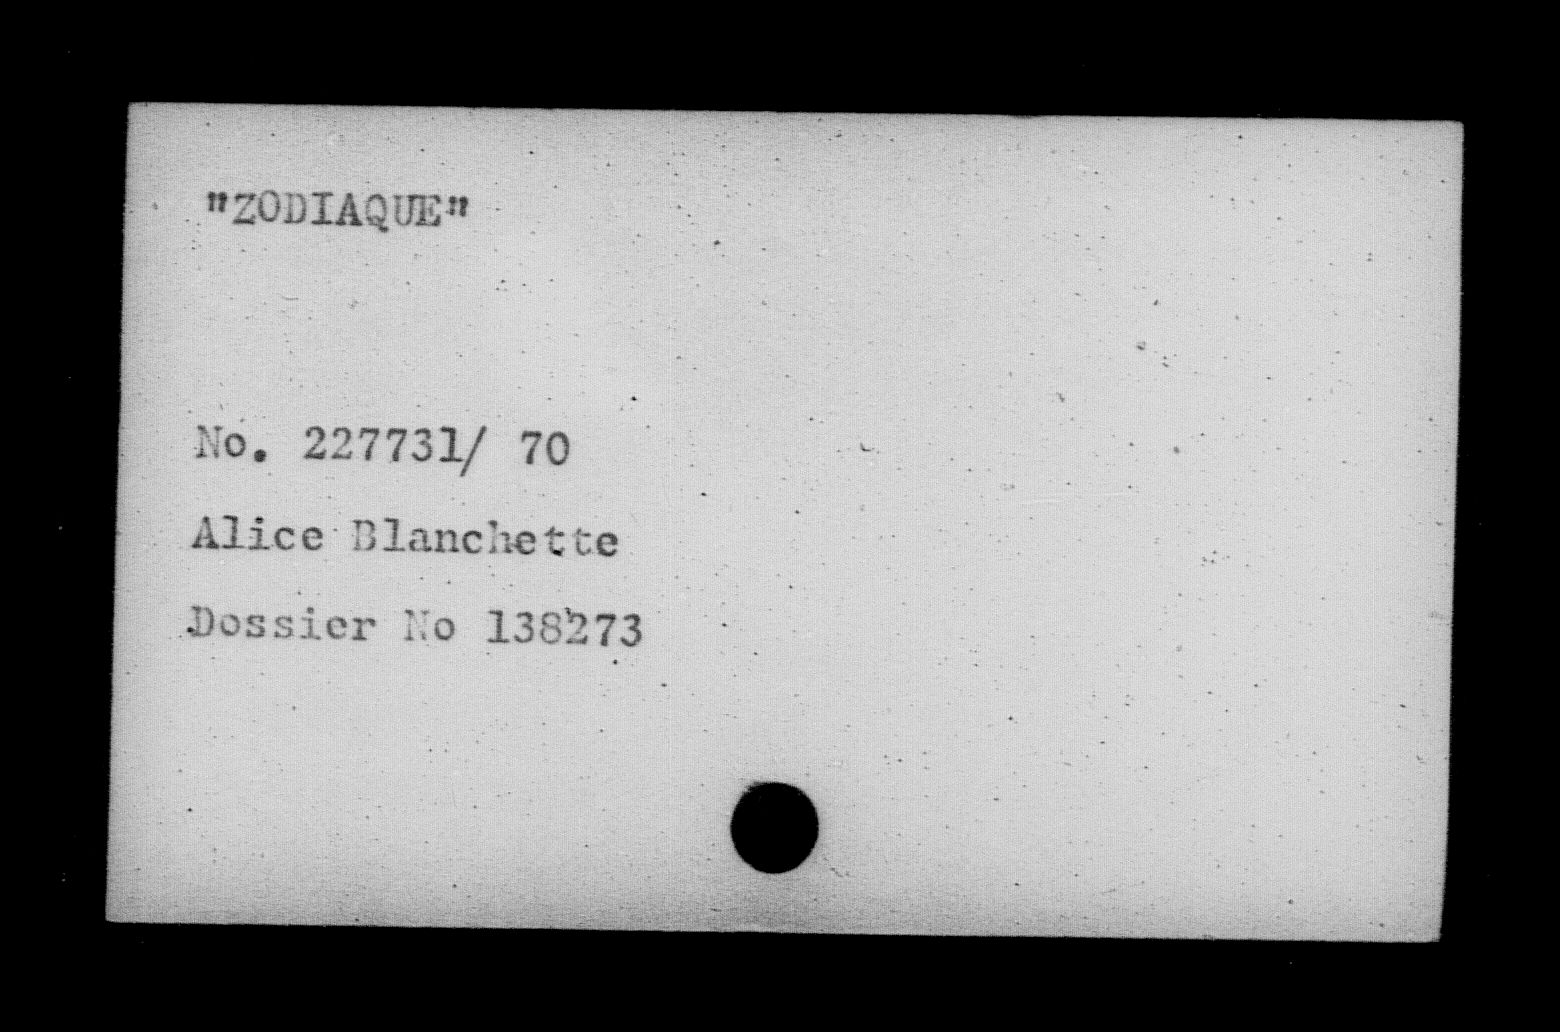 "ZODIAQUE"
No. 227731/ 70
Alice Blanchette
Dossier No 138273